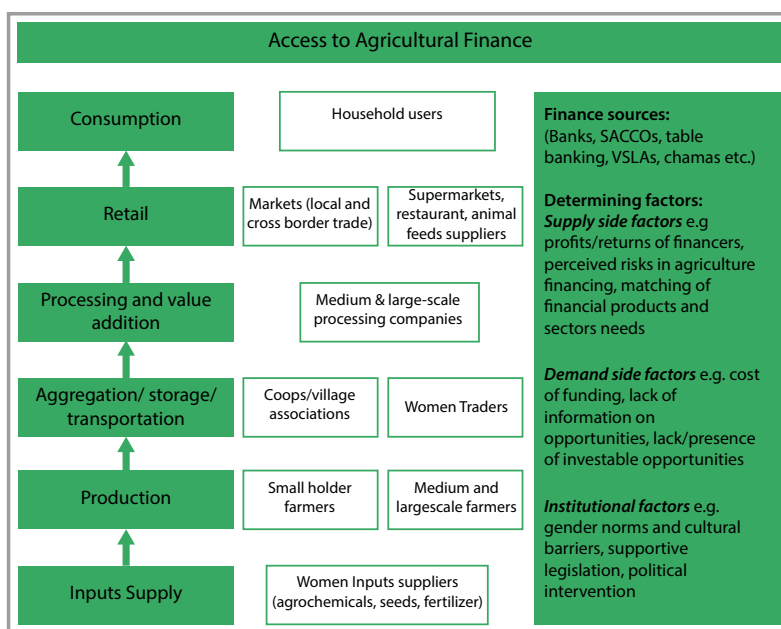 Access to Agricultural Finance
Consumption
Household users
Retail
Markets (local and
cross border trade)
Supermarkets,
restaurant, animal
feeds suppliers
Processing and value
addition
Medium & large-scale
processing companies
Aggregation/ storage/
transportation
Coops/village
associations
Women Traders
Production
Small holder
farmers
Medium and
largescale farmers
Inputs Supply
Women Inputs suppliers
(agrochemicals, seeds, fertilizer)
Finance sources:
(Banks, SACCOs, table
banking, VSLAs, chamas etc.)
Determining factors:
Supply side factors e.g
profits/returns of financers,
perceived risks in agriculture
financing, matching of
financial products and
sectors needs
Demand side factors e.g. cost
of funding, lack of
information on
opportunities, lack/presence
of investable opportunities
Institutional factors e.g.
gender norms and cultural
barriers, supportive
legislation, political
intervention